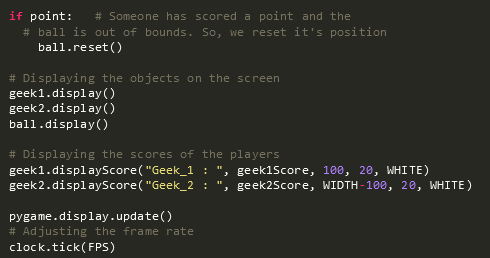 if point:   # Someone has scored a point and the
  # ball is out of bounds. So, we reset it's position
    ball.reset()
# Displaying the objects on the screen
geek1.display()
geek2.display()
ball.display()
# Displaying the scores of the players
geek1.displayScore("Geek_1 : ", geek1Score, 100, 20, WHITE)
geek2.displayScore("Geek_2 : ", geek2Score, WIDTH-100, 20, WHITE)
pygame.display.update()
# Adjusting the frame rate
clock.tick(FPS)